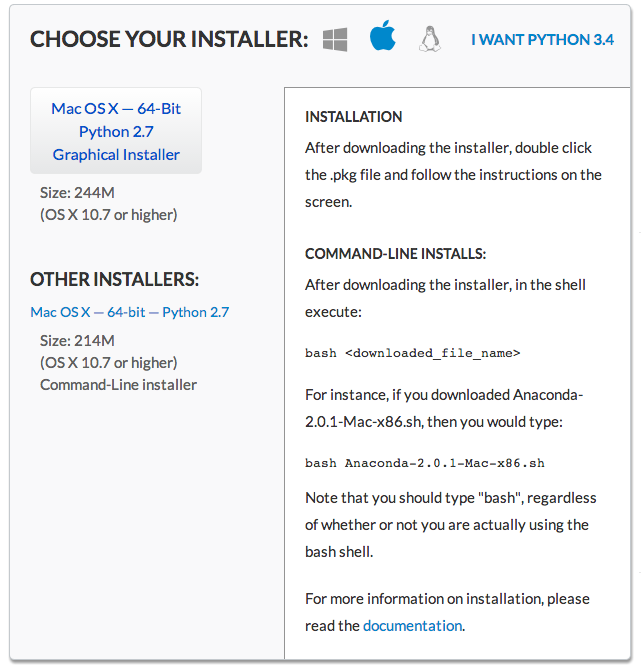 CHOOSE YOUR INSTALLER:
I WANT PYTHON 3.4
Mac OS X — 64-Bit
Python 2.7
Graphical Installer
Size: 244M
(OS X 10.7 or higher)
OTHER INSTALLERS:
Mac OS X — 64-bit — Python 2.7
Size: 214M
(OS X 10.7 or higher)
Command-Line installer
INSTALLATION
After downloading the installer, double click
the .pkg file and follow the instructions on the
screen.
COMMAND-LINE INSTALLS:
After downloading the installer, in the shell
execute:
bash <downloaded_file_name>
For instance, if you downloaded Anaconda-
2.0.1-Mac-x86.sh, then you would type:
bash Anaconda-2.0.1-Mac-x86.sh
Note that you should type "bash", regardless
of whether or not you are actually using the
bash shell.
For more information on installation, please
read the documentation.